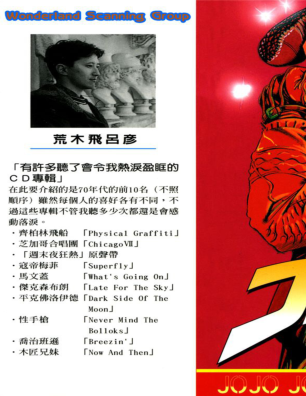 Wonderland Scanning Group
荒木飛呂彥
「有許多聽了會令我熱淚盈眶的
CD專輯」
在此要介紹的是70年代的前10名（不照
順序）雖然每個人的喜好各有不同，不
過這些專輯不管我聽多少次都還是會感
動落淚。
・齊柏林飛船 「Physical Graffiti」
・芝加哥合唱團「ChicagoⅦ」
・「週末夜狂熱」原聲帶
・寇帝梅菲 「Superfly」
・馬文蓋 「What's Going On」
・傑克森布朗 「Late For The Sky」
・平克佛洛伊德「Dark Side Of The
Moon」
・性手槍 「Never Mind The
Bolloks」
・喬治班遜 「Breezin'」
・木匠兄妹 「Now And Then」
JOJO